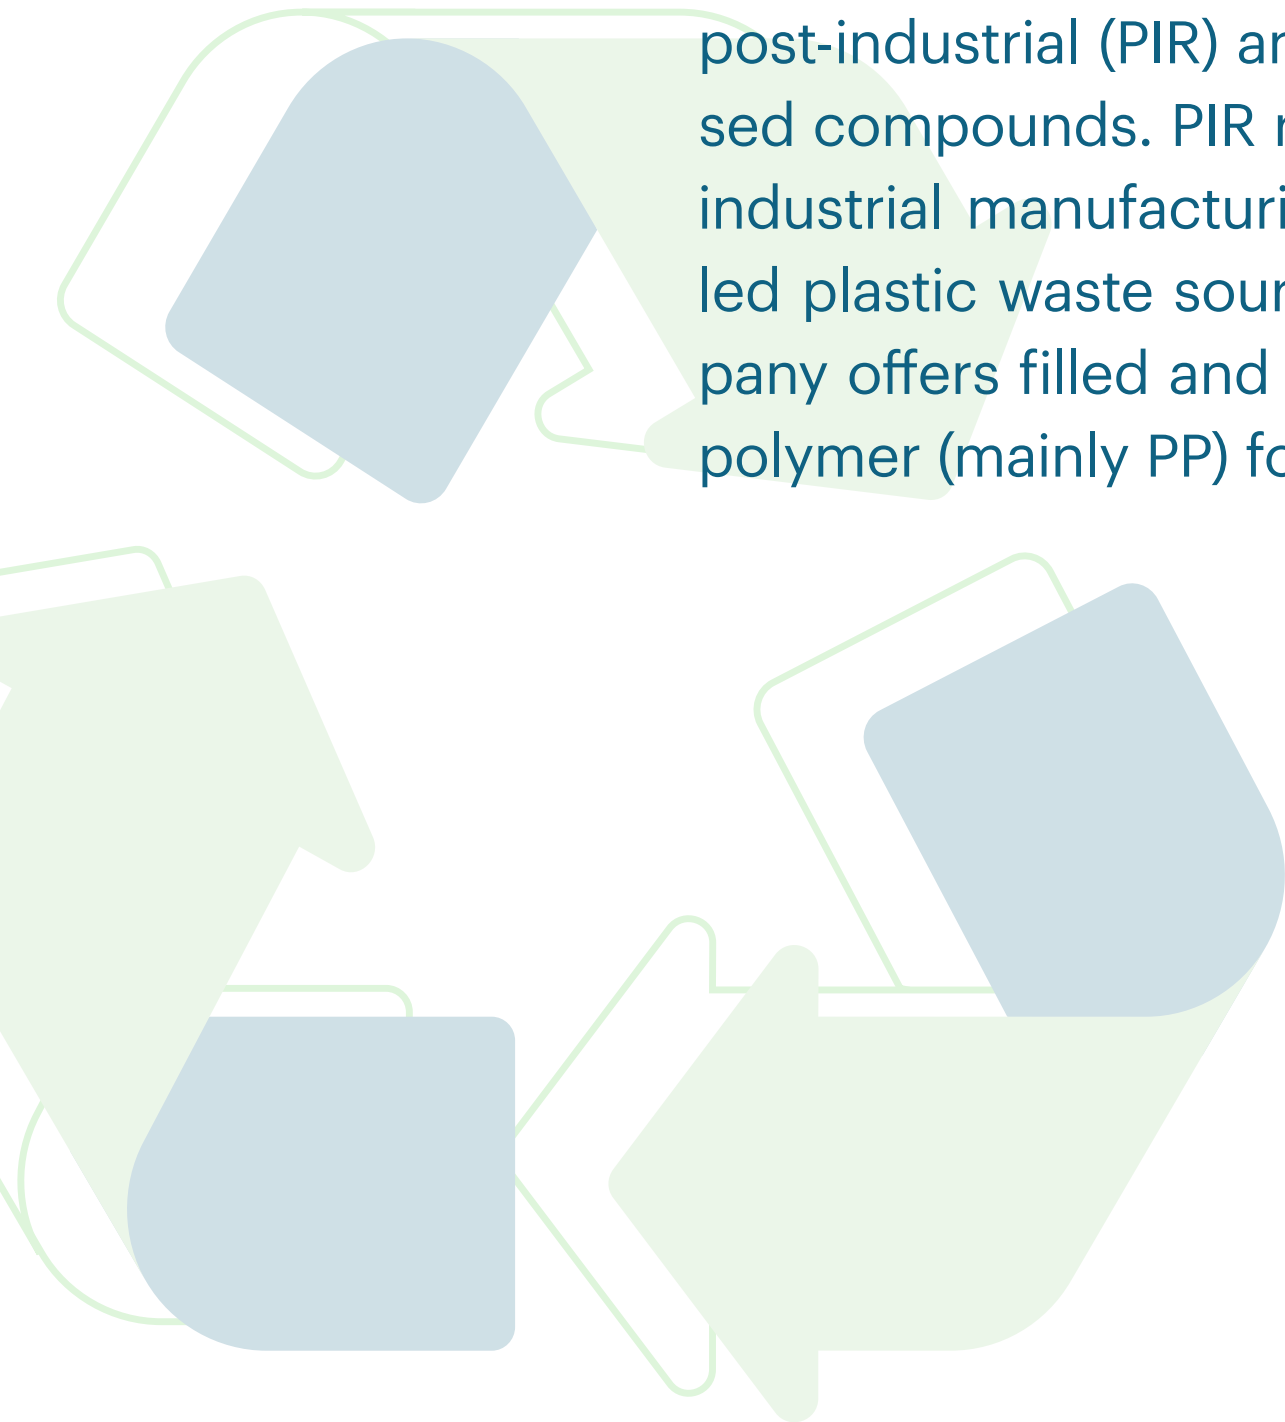 post-industrial (PIR) ar
sed compounds. PIR r
industrial manufacturi
led plastic waste sour
pany offers filled and
polymer (mainly PP) fo